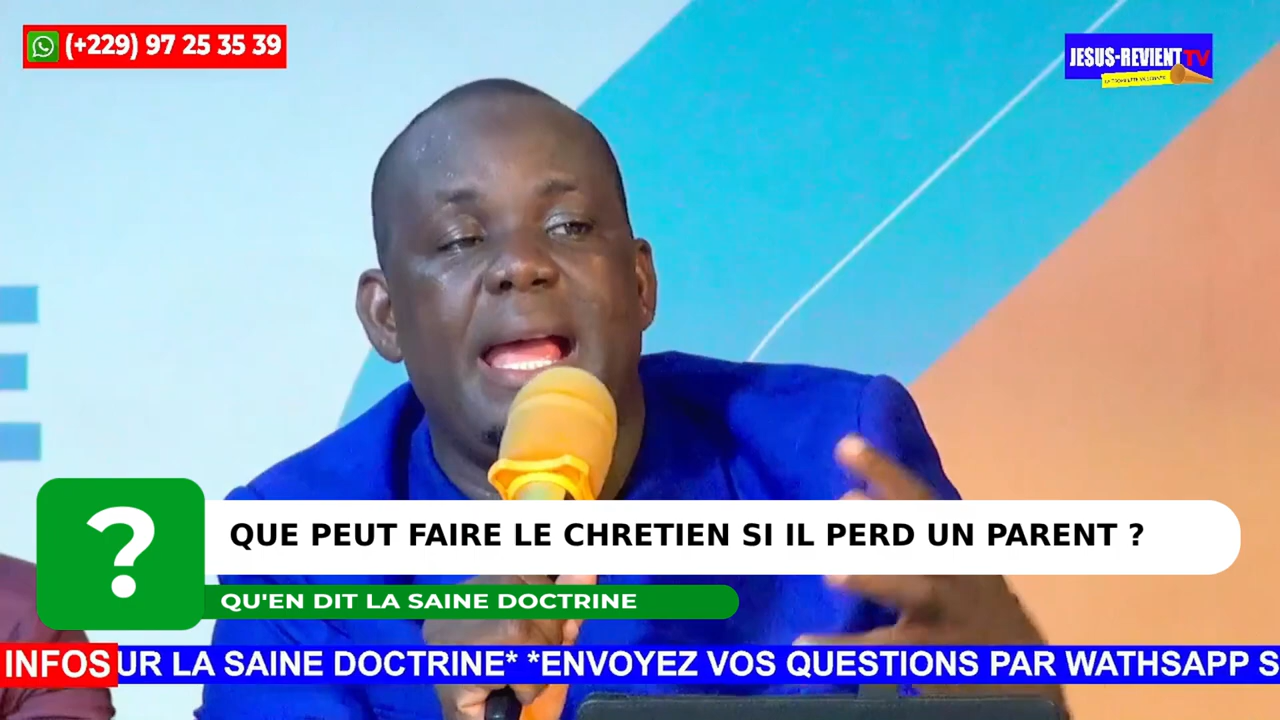 (+229) 97 25 35 39
JESUS-REVIENT TV
?
QUE PEUT FAIRE LE CHRETIEN SI IL PERD UN PARENT ?
QU'EN DIT LA SAINE DOCTRINE
INFOS UR LA SAINE DOCTRINE* *ENVOYEZ VOS QUESTIONS PAR WATHSAPP S